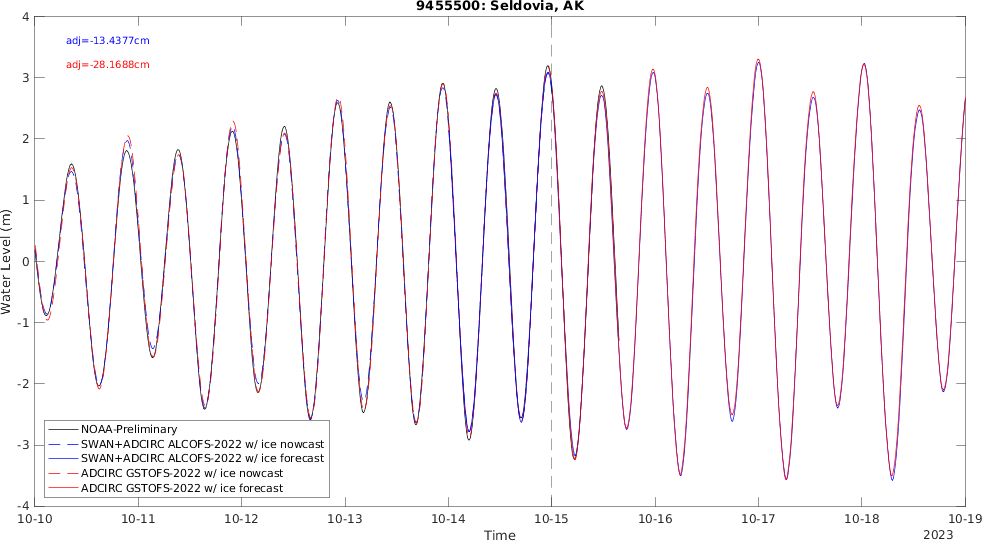 9455500: Seldovia, AK
adj=-13.4377cm
adj=-28.1688cm
4
3
2
1
0
-1
-2
-3
-4
Water Level (m)
NOAA-Preliminary
SWAN+ADCIRC ALCOFS-2022 w/ ice nowcast
SWAN+ADCIRC ALCOFS-2022 w/ ice forecast
ADCIRC GSTOFS-2022 w/ ice nowcast
ADCIRC GSTOFS-2022 w/ ice forecast
10-10 10-11 10-12 10-13 10-14 10-15 10-16 10-17 10-18 10-19
Time
2023